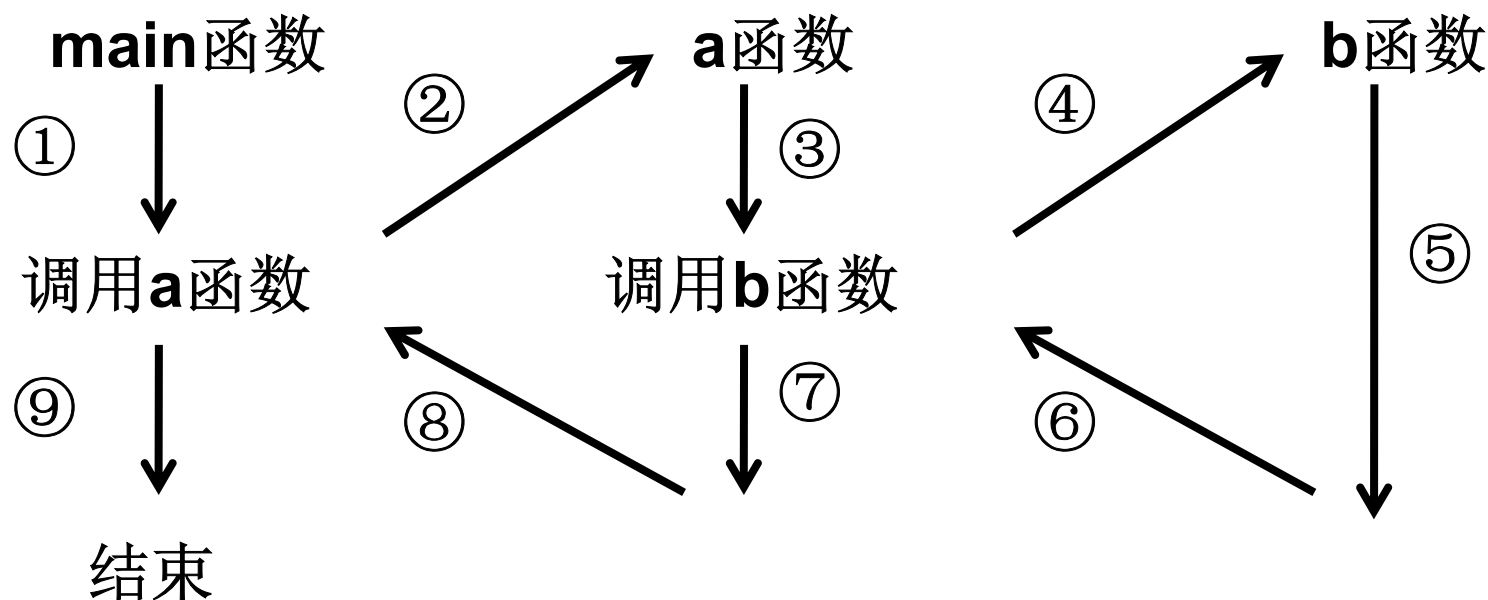 main函数 a函数 b函数
② ④
① ③
调用a函数 调用b函数 ⑤
⑨ ⑧ ⑦ ⑥
结束